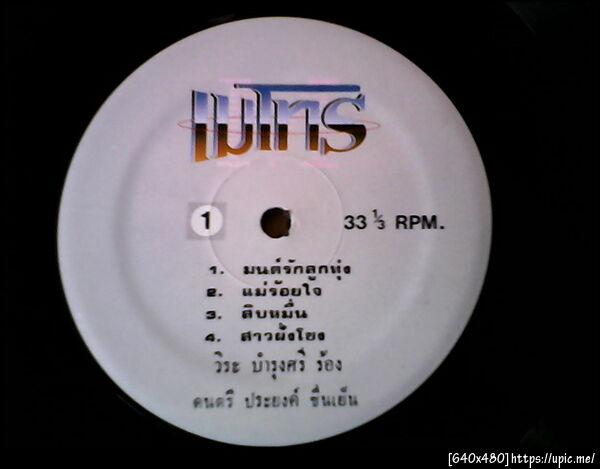 เมโทร
1
33 ⅓ RPM.
1. มนต์รักลูกทุ่ง
2. แม่ร้อยใจ
3. สิบหมื่น
4. สาวผั่งโขง
วิระ บำรุงศรี ร้อง
ดนตรี ประยงค์ ชื่นเย็น
[640x480]https://upic.me/